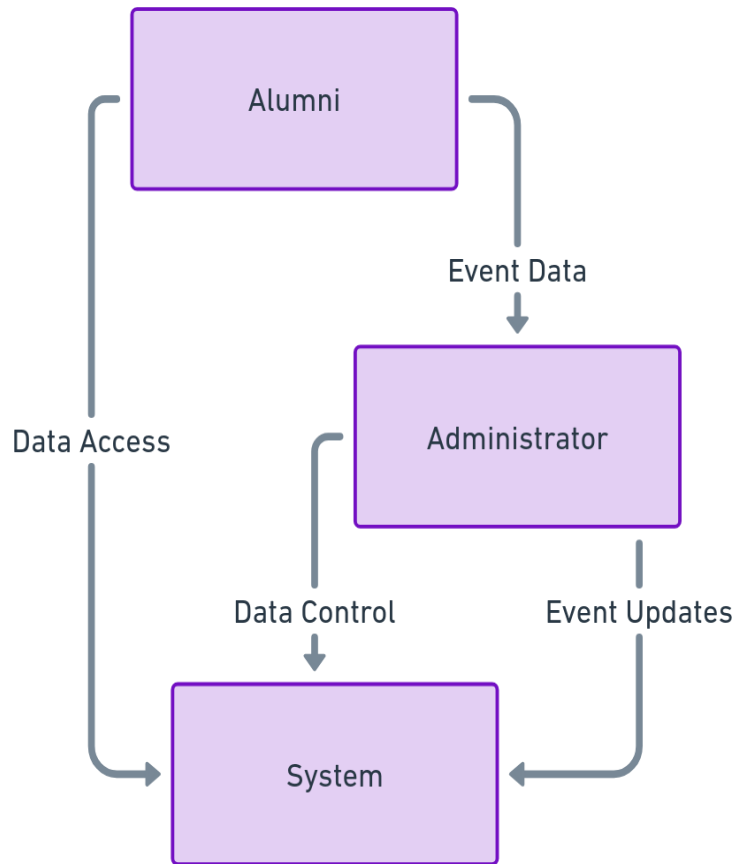 Alumni
Event Data
Administrator
Data Access
Data Control
Event Updates
System